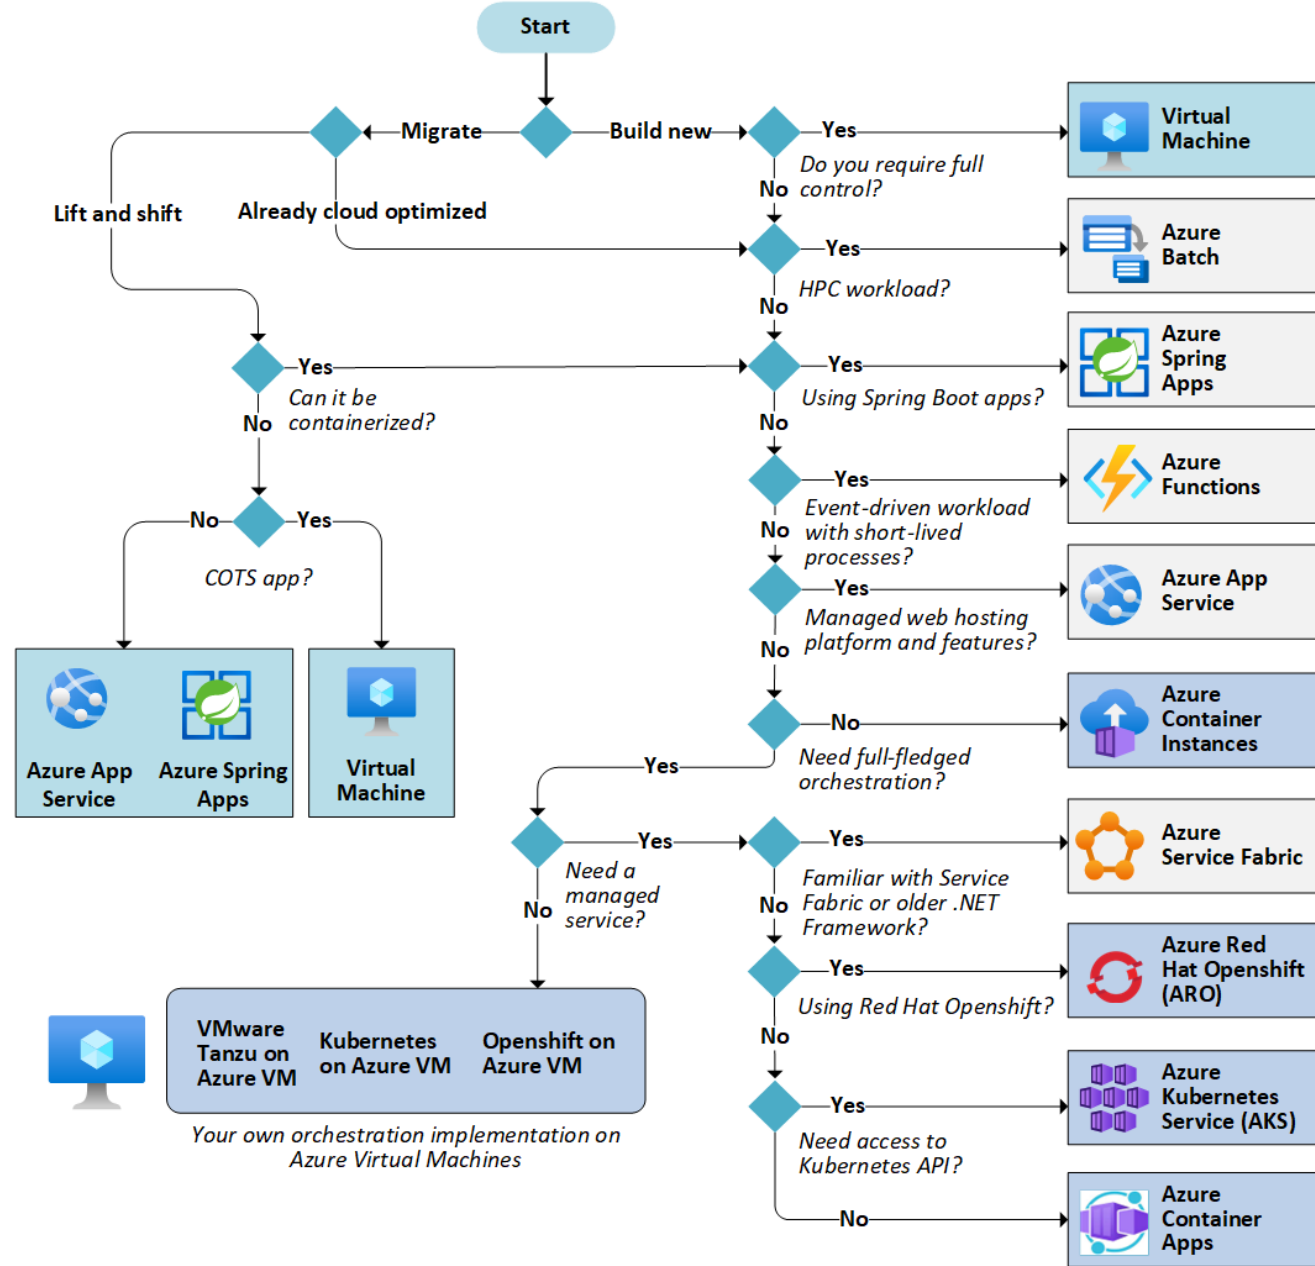 Start
Migrate
Build new
Yes
Virtual
Machine
Do you require full
control?
No
Lift and shift
Already cloud optimized
Yes
Azure
Batch
HPC workload?
No
Azure
Spring
Apps
Yes
Yes
Can it be
containerized?
No
Using Spring Boot apps?
No
Azure
Functions
Yes
Event-driven workload
with short-lived
processes?
No
No
Yes
COTS app?
Azure App
Service
Yes
Managed web hosting
platform and features?
No
Azure App
Service
Azure Spring
Apps
Virtual
Machine
Azure
Container
Instances
No
Need full-fledged
orchestration?
Yes
Yes
Need a
managed
service?
No
Yes
Azure
Service Fabric
Familiar with Service
Fabric or older .NET
Framework?
No
Azure Red
Hat Openshift
(ARO)
Yes
Using Red Hat Openshift?
No
VMware
Tanzu on
Azure VM
Kubernetes
on Azure VM
Openshift on
Azure VM
Your own orchestration implementation on
Azure Virtual Machines
Azure
Kubernetes
Service (AKS)
Yes
Need access to
Kubernetes API?
No
Azure
Container
Apps